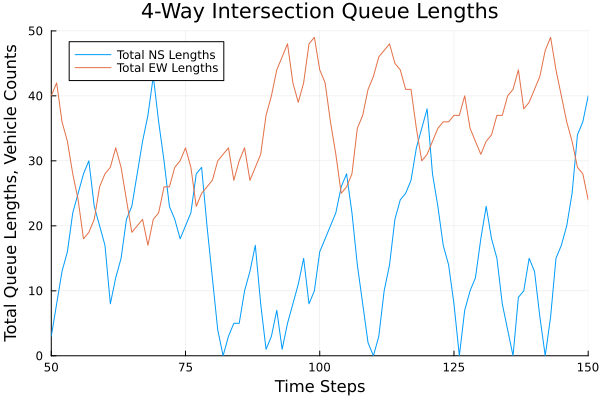 4-Way Intersection Queue Lengths
Total Queue Lengths, Vehicle Counts
50
40
30
20
10
0
Total NS Lengths
Total EW Lengths
50 75 100 125 150
Time Steps